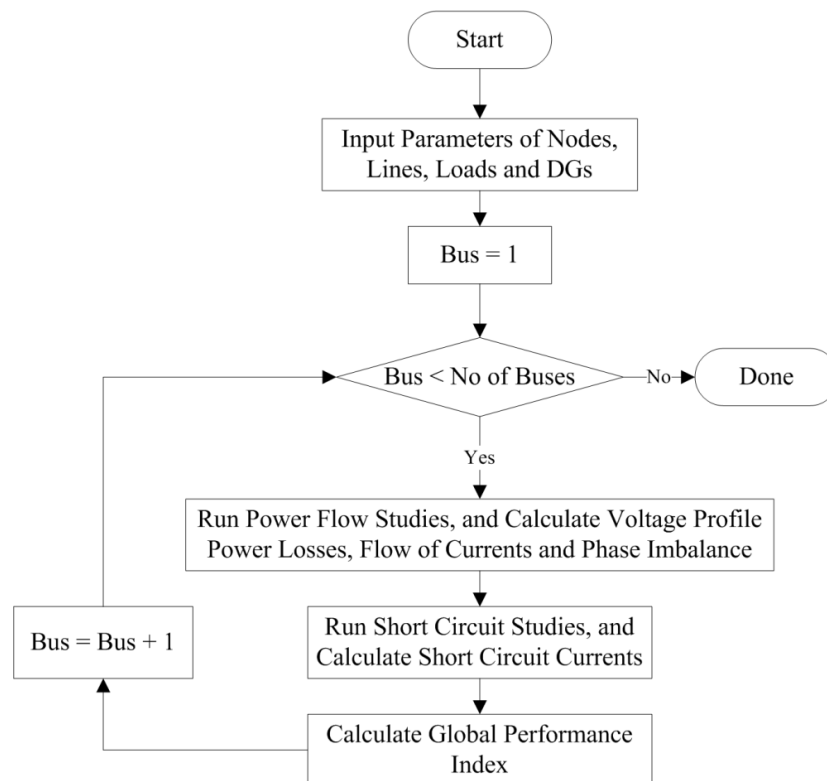 Start
Input Parameters of Nodes,
Lines, Loads and DGs
Bus = 1
Bus < No of Buses
No
Done
Yes
Run Power Flow Studies, and Calculate Voltage Profile
Power Losses, Flow of Currents and Phase Imbalance
Bus = Bus + 1
Run Short Circuit Studies, and
Calculate Short Circuit Currents
Calculate Global Performance
Index